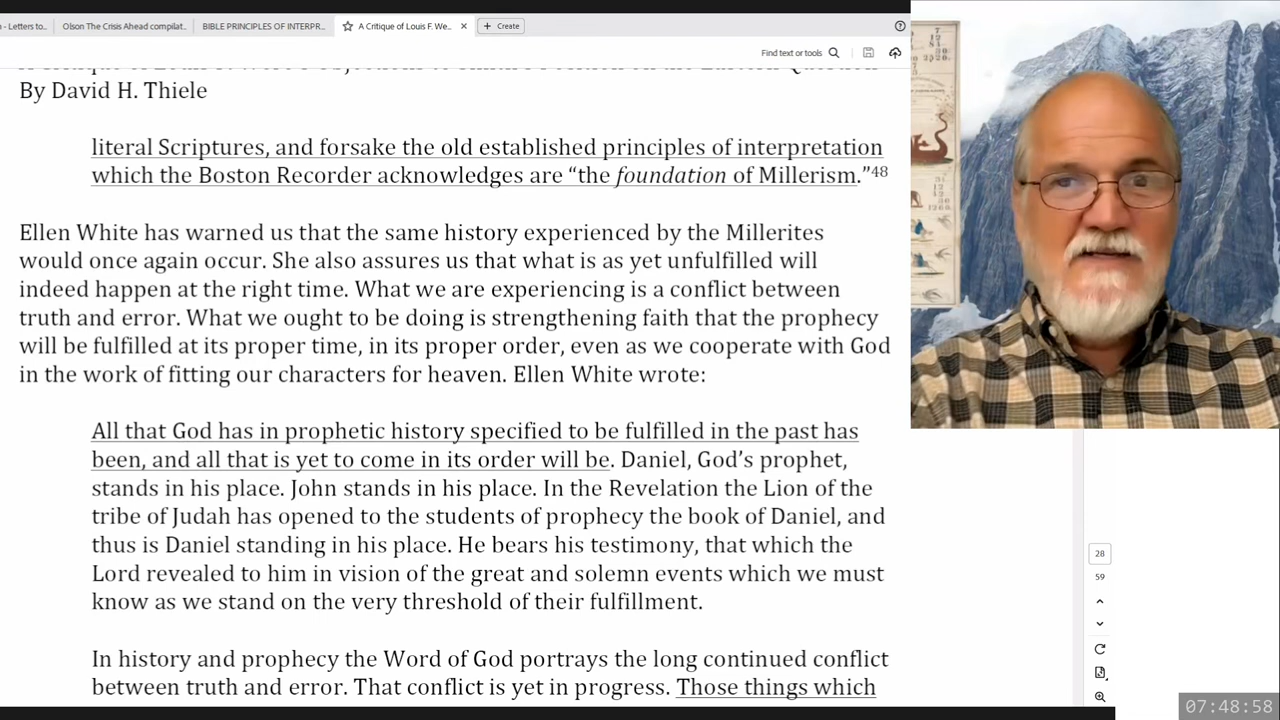 - Letters to..
Olson The Crisis Ahead compilat..
BIBLE PRINCIPLES OF INTERPR...
A Critique of Louis F. We...
Create
Find text or tools
By David H. Thiele
literal Scriptures, and forsake the old established principles of interpretation
which the Boston Recorder acknowledges are “the foundation of Millerism.”48
Ellen White has warned us that the same history experienced by the Millerites
would once again occur. She also assures us that what is as yet unfulfilled will
indeed happen at the right time. What we are experiencing is a conflict between
truth and error. What we ought to be doing is strengthening faith that the prophecy
will be fulfilled at its proper time, in its proper order, even as we cooperate with God
in the work of fitting our characters for heaven. Ellen White wrote:
All that God has in prophetic history specified to be fulfilled in the past has
been, and all that is yet to come in its order will be. Daniel, God’s prophet,
stands in his place. John stands in his place. In the Revelation the Lion of the
tribe of Judah has opened to the students of prophecy the book of Daniel, and
thus is Daniel standing in his place. He bears his testimony, that which the
Lord revealed to him in vision of the great and solemn events which we must
know as we stand on the very threshold of their fulfillment.
In history and prophecy the Word of God portrays the long continued conflict
between truth and error. That conflict is yet in progress. Those things which
28
59
07:48:58